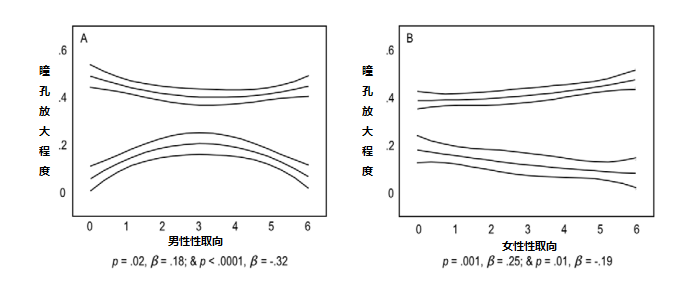 A
.6
.4
.2
0
瞳孔放大程度
0 1 2 3 4 5 6
男性性取向
p = .02, β = .18; & p < .0001, β = -.32
B
.6
.4
.2
0
瞳孔放大程度
0 1 2 3 4 5 6
女性性取向
p = .001, β = .25; & p = .01, β = -.19